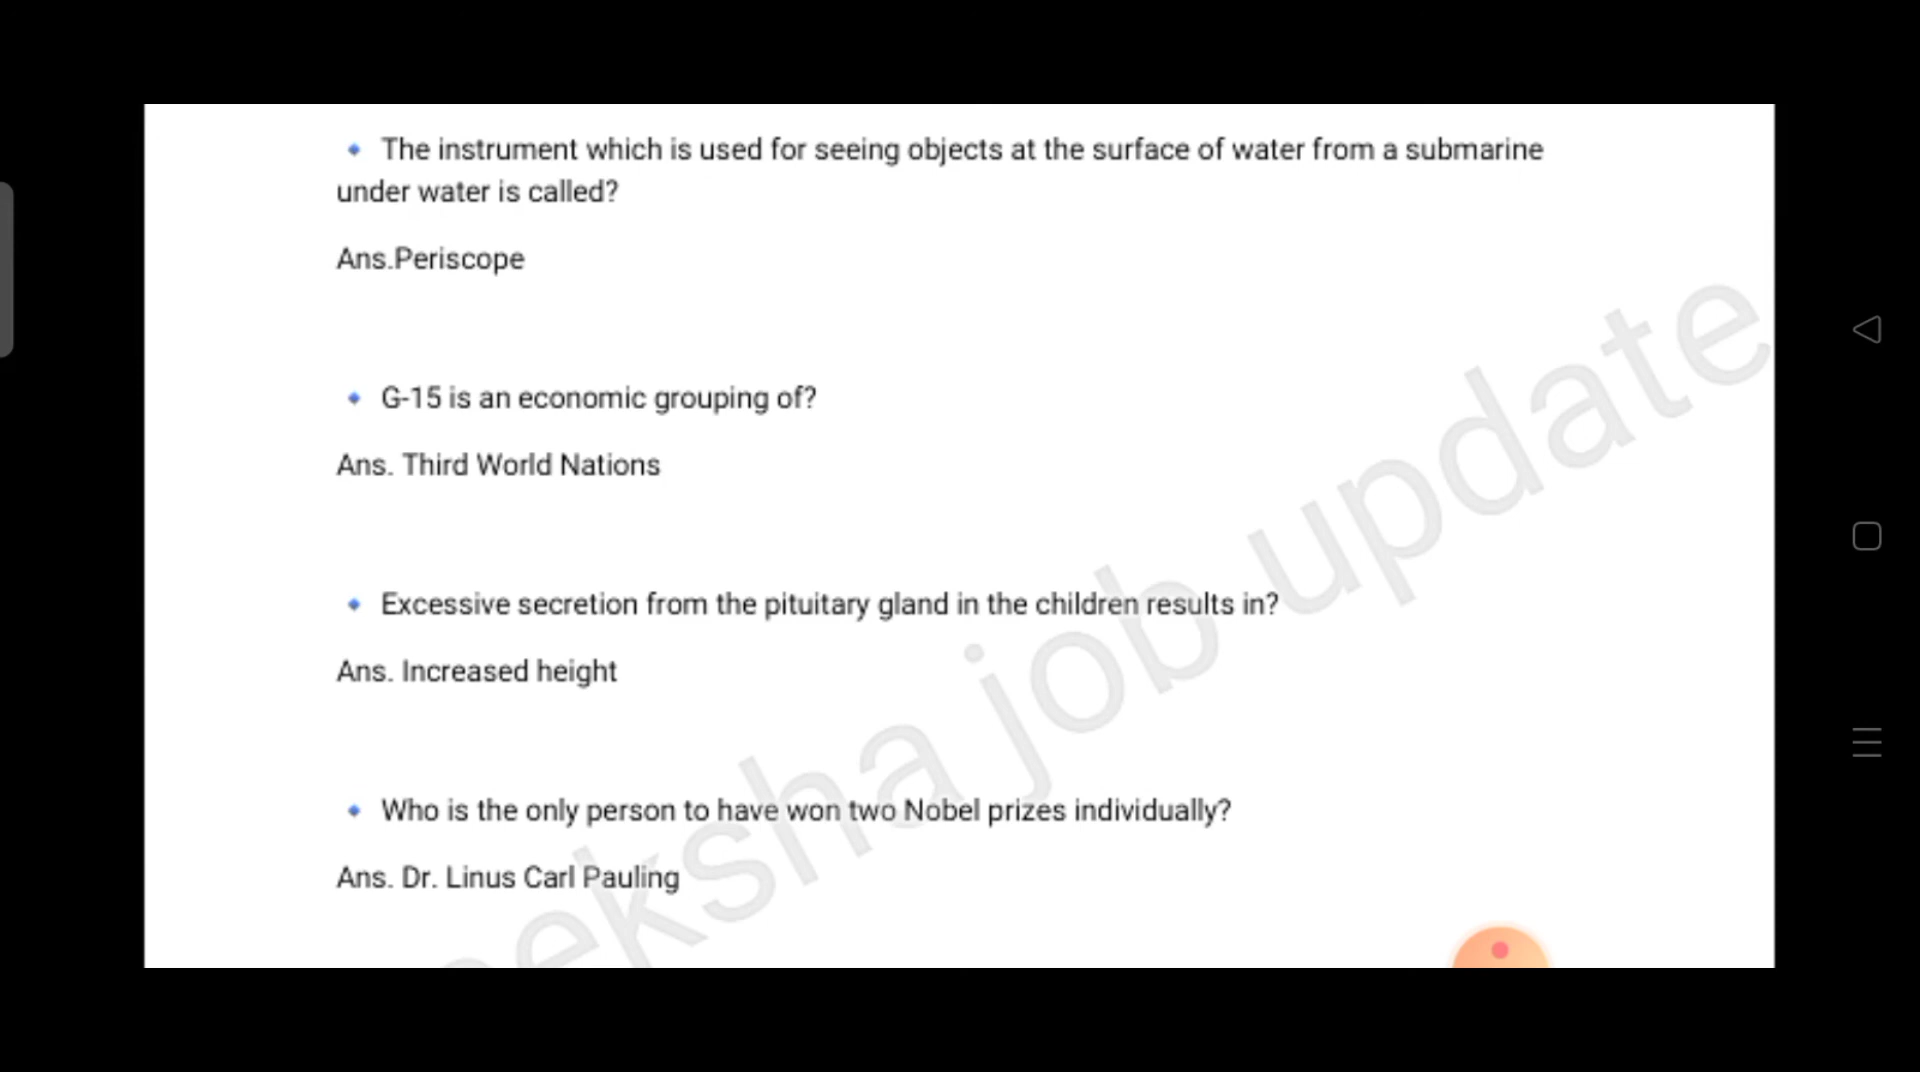 The instrument which is used for seeing objects at the surface of water from a submarine
under water is called?
Ans.Periscope
G-15 is an economic grouping of?
Ans. Third World Nations
Excessive secretion from the pituitary gland in the children results in?
Ans. Increased height
Who is the only person to have won two Nobel prizes individually?
Ans. Dr. Linus Carl Pauling
eeksha job update